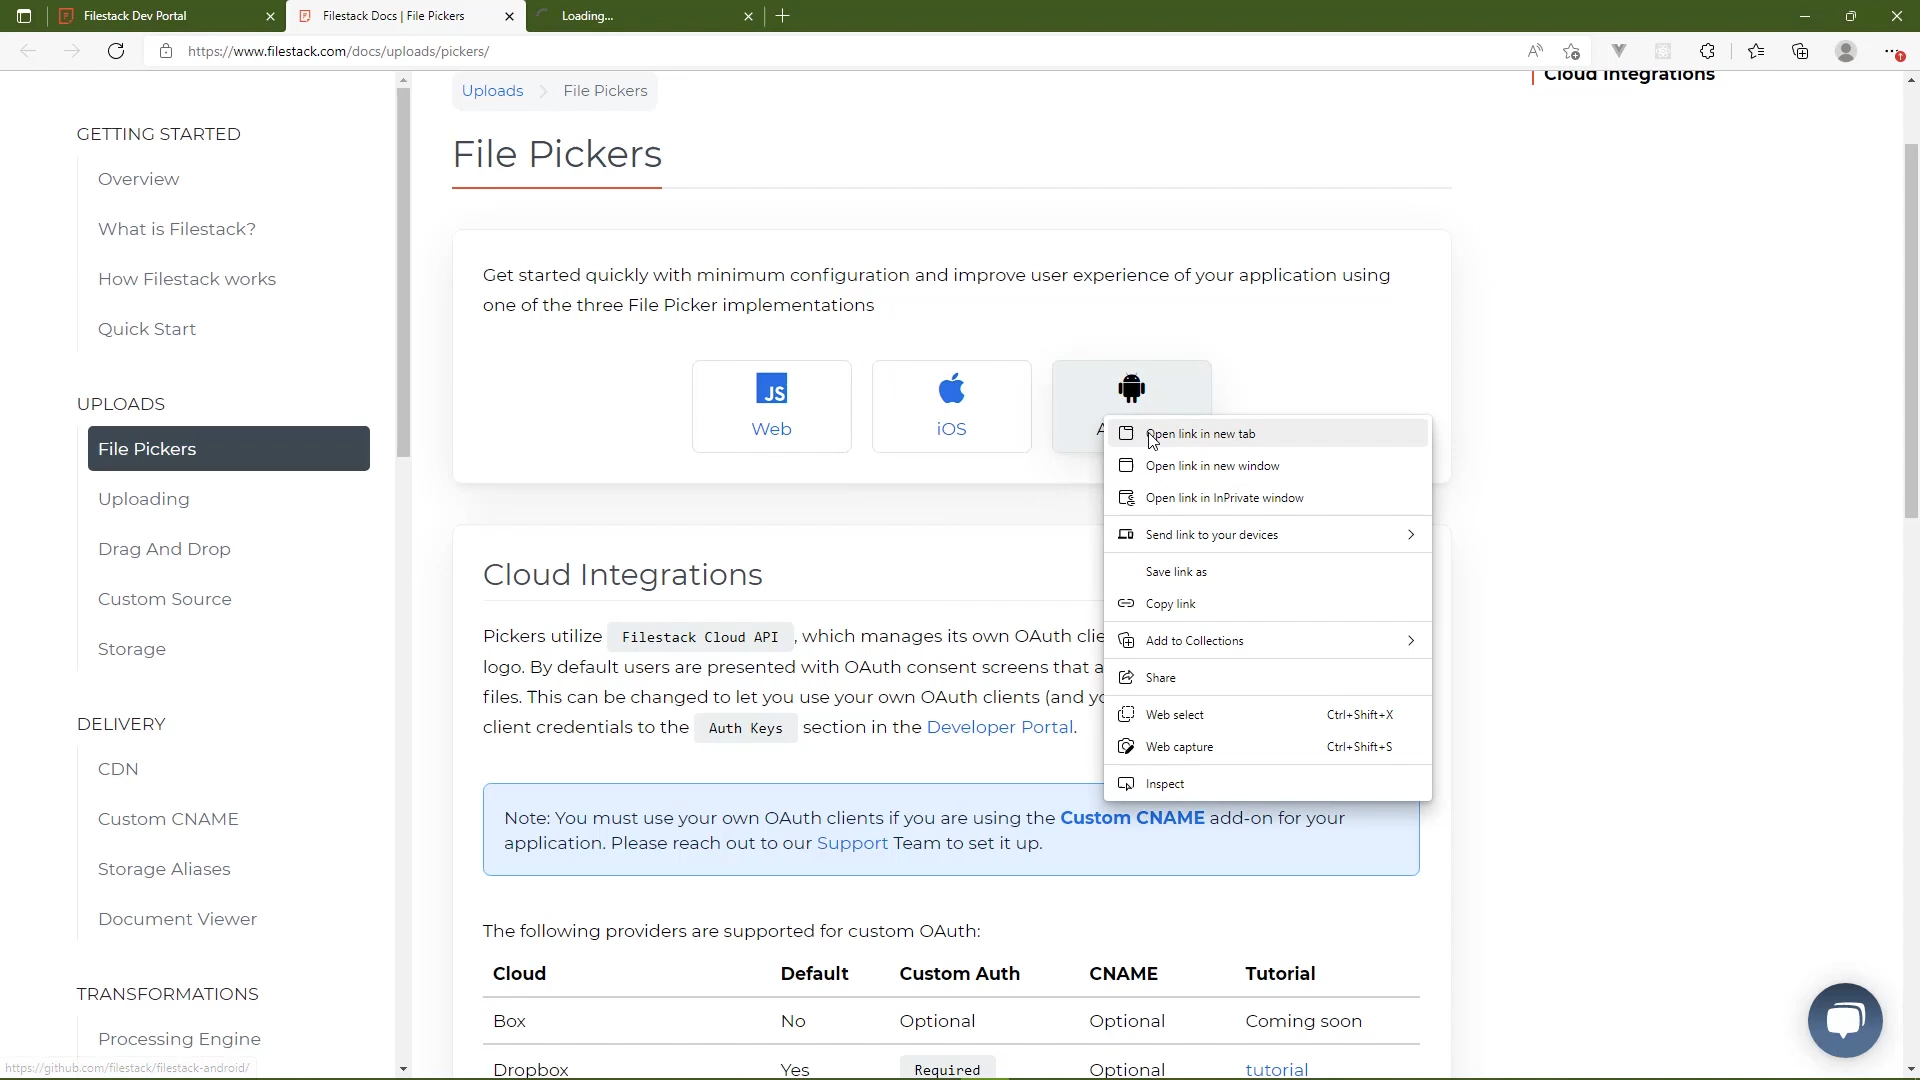 Filestack Dev Portal
Filestack Docs | File Pickers
Loading...
https://www.filestack.com/docs/uploads/pickers/
Uploads
File Pickers
Cloud Integrations
GETTING STARTED
Overview
What is Filestack?
How Filestack works
Quick Start
UPLOADS
File Pickers
Uploading
Drag And Drop
Custom Source
Storage
DELIVERY
CDN
Custom CNAME
Storage Aliases
Document Viewer
TRANSFORMATIONS
Processing Engine
https://github.com/filestack/filestack-android/
File Pickers
Get started quickly with minimum configuration and improve user experience of your application using
one of the three File Picker implementations
JS
Web
iOS
A
Open link in new tab
Open link in new window
Open link in InPrivate window
Send link to your devices
Save link as
Copy link
Add to Collections
Share
Web select Ctrl+Shift+X
Web capture Ctrl+Shift+S
Inspect
Cloud Integrations
Pickers utilize Filestack Cloud API , which manages its own OAuth clie
logo. By default users are presented with OAuth consent screens that a
files. This can be changed to let you use your own OAuth clients (and yo
client credentials to the Auth Keys section in the Developer Portal.
Note: You must use your own OAuth clients if you are using the Custom CNAME add-on for your
application. Please reach out to our Support Team to set it up.
The following providers are supported for custom OAuth:
Cloud Default Custom Auth CNAME Tutorial
Box No Optional Optional Coming soon
Dropbox Yes Required Optional tutorial